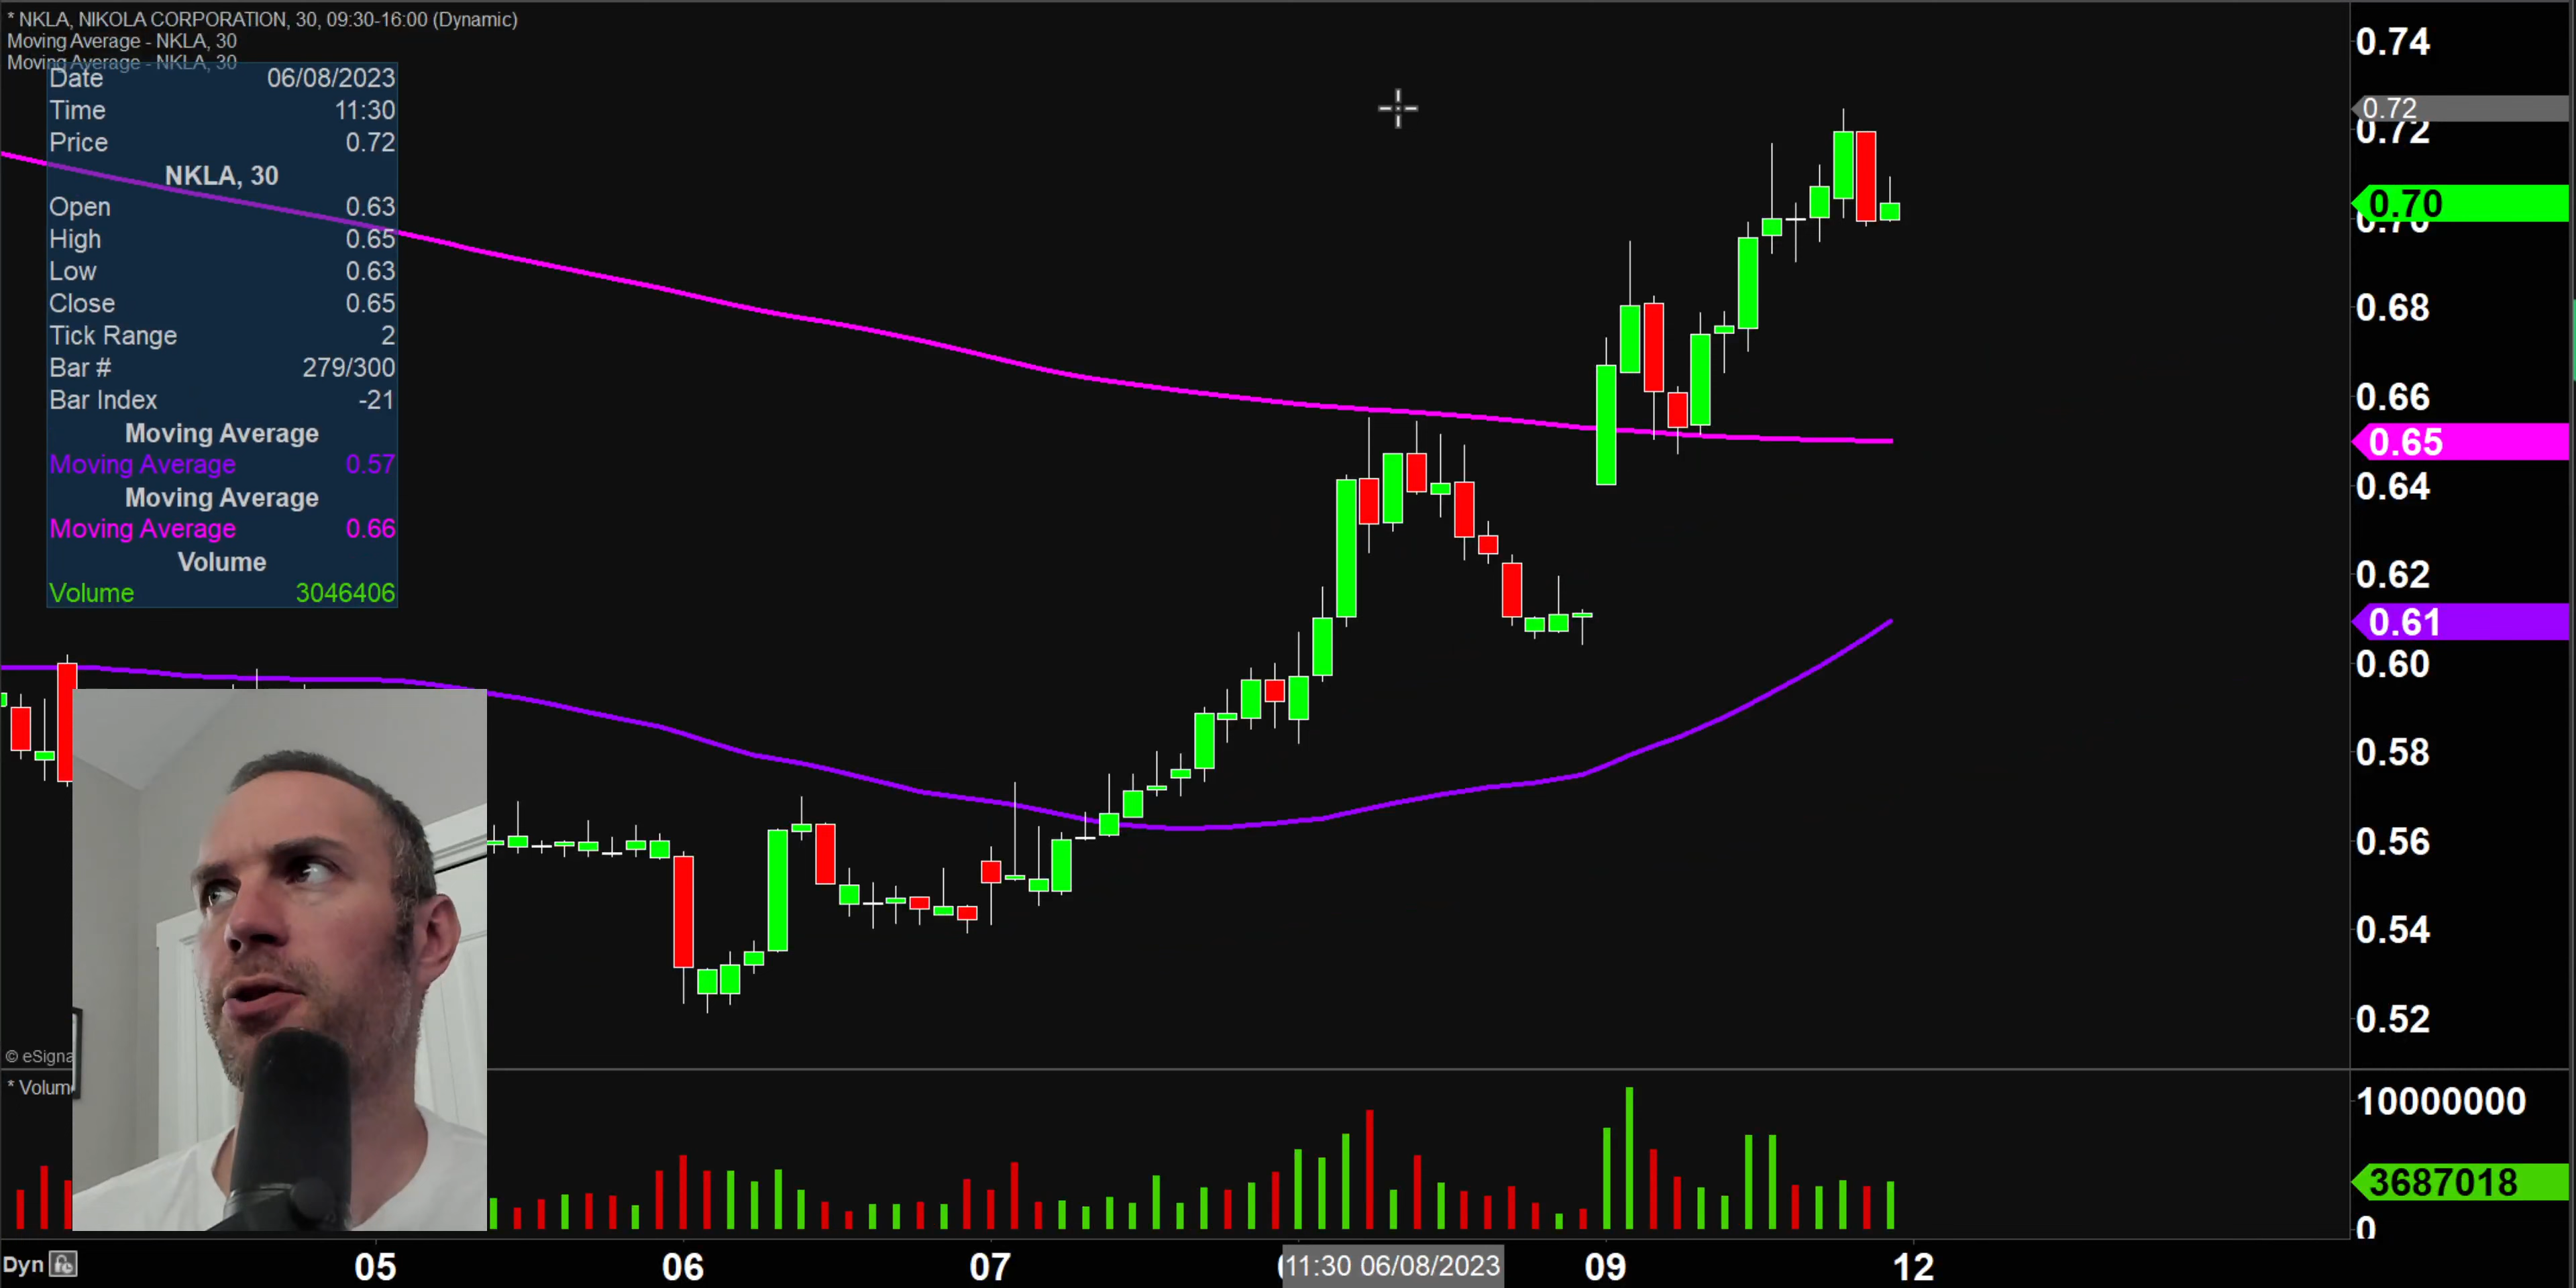 * NKLA, NIKOLA CORPORATION, 30, 09:30-16:00 (Dynamic)
Moving Average - NKLA, 30
Moving Average - NKLA, 30
Date 06/08/2023
Time 11:30
Price 0.72
NKLA, 30
Open 0.63
High 0.65
Low 0.63
Close 0.65
Tick Range 2
Bar # 279/300
Bar Index -21
Moving Average
Moving Average 0.57
Moving Average
Moving Average 0.66
Volume
Volume 3046406
0.74
0.72
0.72
0.70
0.70
0.68
0.66
0.65
0.64
0.62
0.61
0.60
0.58
0.56
0.54
0.52
© eSigna
* Volum
10000000
3687018
0
Dyn
05 06 07 11:30 06/08/2023 09 12